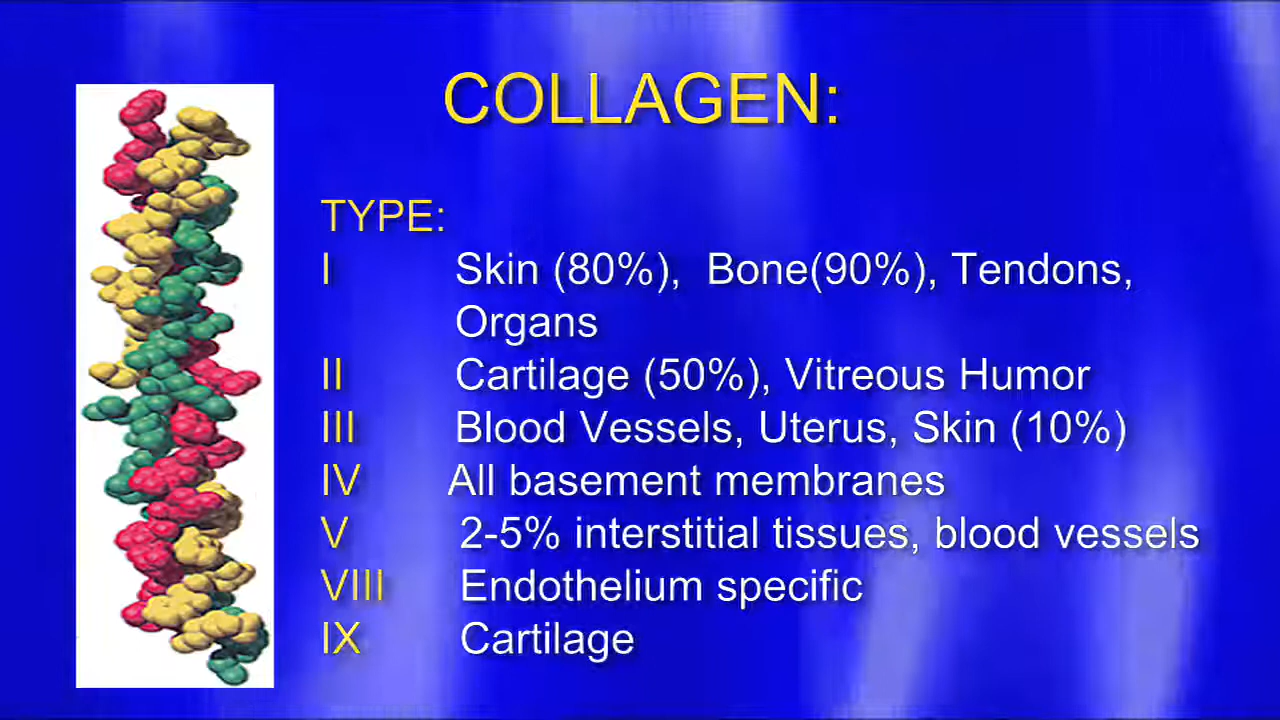 COLLAGEN:
TYPE:
I Skin (80%), Bone(90%), Tendons,
Organs
II Cartilage (50%), Vitreous Humor
III Blood Vessels, Uterus, Skin (10%)
IV All basement membranes
V 2-5% interstitial tissues, blood vessels
VIII Endothelium specific
IX Cartilage